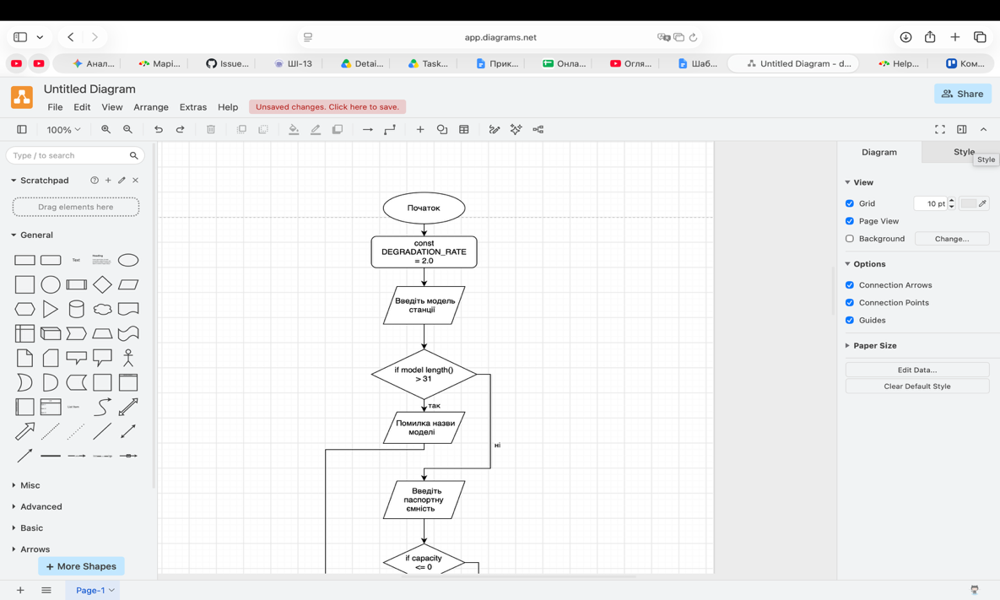 app.diagrams.net
Анал...
Mapi...
Issue...
ШІ-13
Detai...
Task...
Прик...
Онла...
Огля...
Шаб...
Untitled Diagram - d...
Help...
Ком...
Untitled Diagram
File Edit View Arrange Extras Help
Unsaved changes. Click here to save.
Share
100%
Type / to search
Scratchpad
Drag elements here
General
Text
Heading
List Item
Misc
Advanced
Basic
Arrows
+ More Shapes
Page-1
Початок
const
DEGRADATION_RATE
= 2.0
Введіть модель
станції
if model length()
> 31
так
Помилка назви
моделі
ні
Введіть
паспортну
ємність
if capacity
<= 0
Diagram
Style
Style
View
Grid
10 pt
Page View
Background
Change...
Options
Connection Arrows
Connection Points
Guides
Paper Size
Edit Data...
Clear Default Style